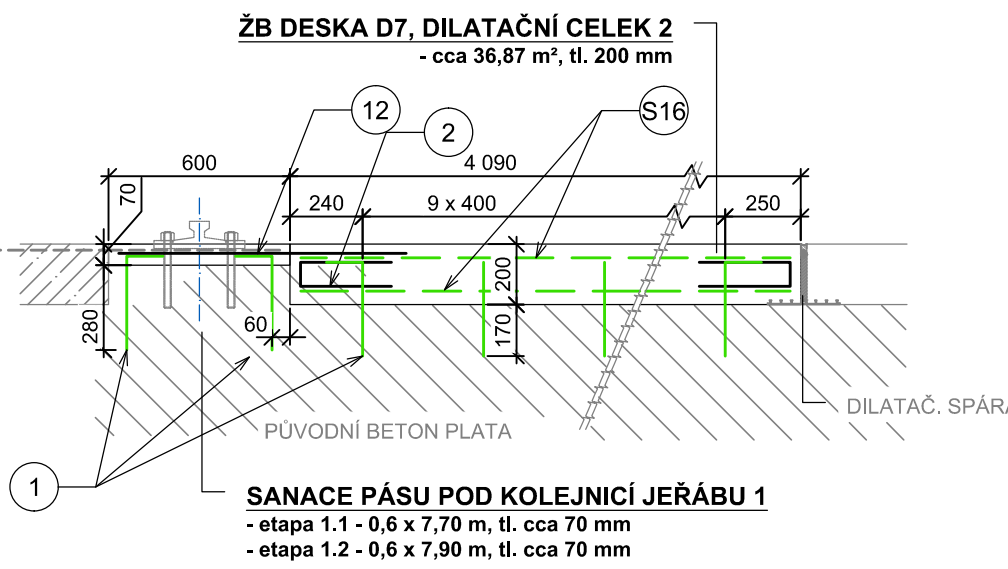 ŽB DESKA D7, DILATAČNÍ CELEK 2
- cca 36,87 m², tl. 200 mm
12
2
S16
600
4 090
70
240
9 x 400
250
200
280
60
170
DILATAČ. SPÁRA
PŮVODNÍ BETON PLATA
1
SANACE PÁSU POD KOLEJNICÍ JEŘÁBU 1
- etapa 1.1 - 0,6 x 7,70 m, tl. cca 70 mm
- etapa 1.2 - 0,6 x 7,90 m, tl. cca 70 mm